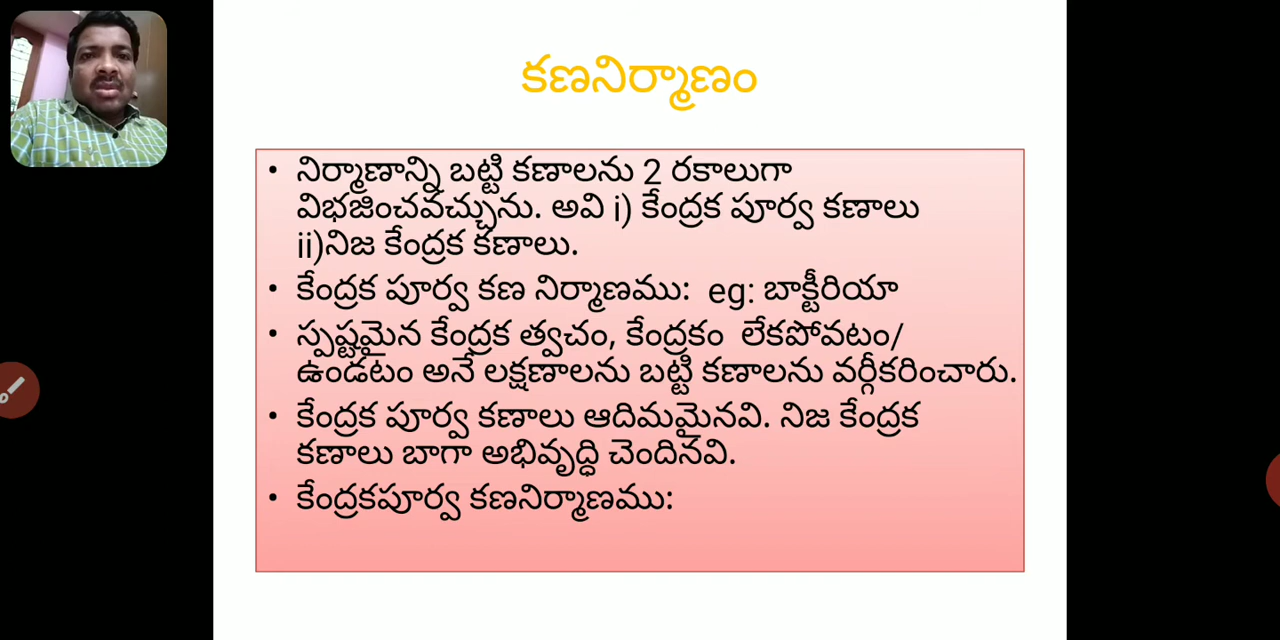 కణనిర్మాణం
• నిర్మాణాన్ని బట్టి కణాలను 2 రకాలుగా
విభజించవచ్చును. అవి i) కేంద్రక పూర్వ కణాలు
ii)నిజ కేంద్రక కణాలు.
• కేంద్రక పూర్వ కణ నిర్మాణము: eg: బాక్టీరియా
• స్పష్టమైన కేంద్రక త్వచం, కేంద్రకం లేకపోవటం/
ఉండటం అనే లక్షణాలను బట్టి కణాలను వర్గీకరించారు.
• కేంద్రక పూర్వ కణాలు ఆదిమమైనవి. నిజ కేంద్రక
కణాలు బాగా అభివృద్ధి చెందినవి.
• కేంద్రకపూర్వ కణనిర్మాణము: